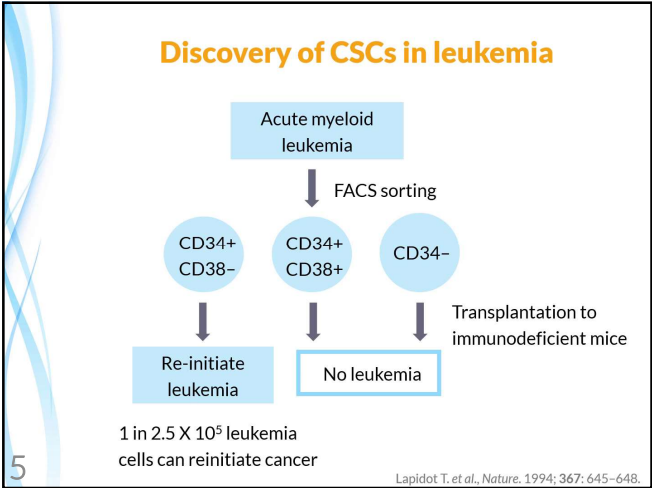 Discovery of CSCs in leukemia
Acute myeloid
leukemia
FACS sorting
CD34+
CD38–
CD34+
CD38+
CD34–
Transplantation to
immunodeficient mice
Re-initiate
leukemia
No leukemia
1 in 2.5 X 10⁵ leukemia
cells can reinitiate cancer
5
Lapidot T. et al., Nature. 1994; 367: 645–648.